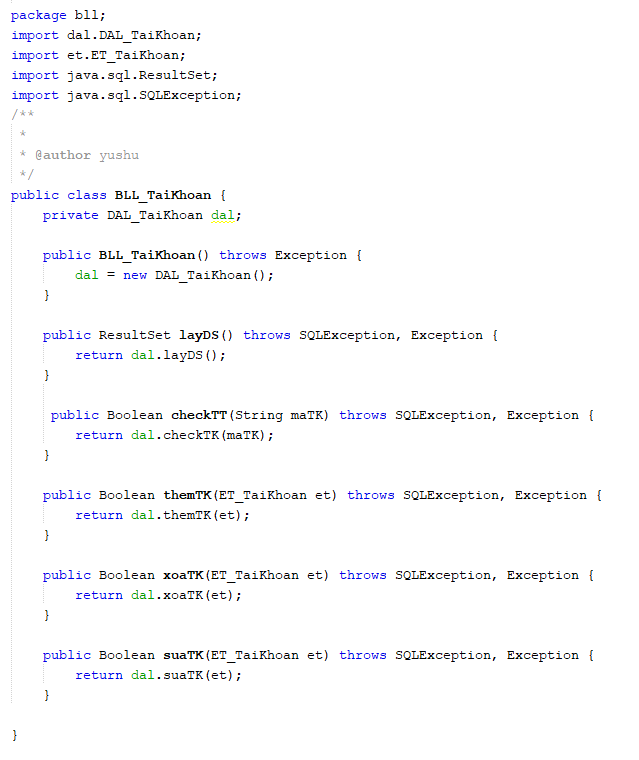 package bll;
import dal.DAL_TaiKhoan;
import et.ET_TaiKhoan;
import java.sql.ResultSet;
import java.sql.SQLException;
/**
 *
 * @author yushu
 */
public class BLL_TaiKhoan {
    private DAL_TaiKhoan dal;

    public BLL_TaiKhoan() throws Exception {
        dal = new DAL_TaiKhoan();
    }

    public ResultSet layDS() throws SQLException, Exception {
        return dal.layDS();
    }

     public Boolean checkTT(String maTK) throws SQLException, Exception {
        return dal.checkTK(maTK);
    }

    public Boolean themTK(ET_TaiKhoan et) throws SQLException, Exception {
        return dal.themTK(et);
    }

    public Boolean xoaTK(ET_TaiKhoan et) throws SQLException, Exception {
        return dal.xoaTK(et);
    }

    public Boolean suaTK(ET_TaiKhoan et) throws SQLException, Exception {
        return dal.suaTK(et);
    }

}